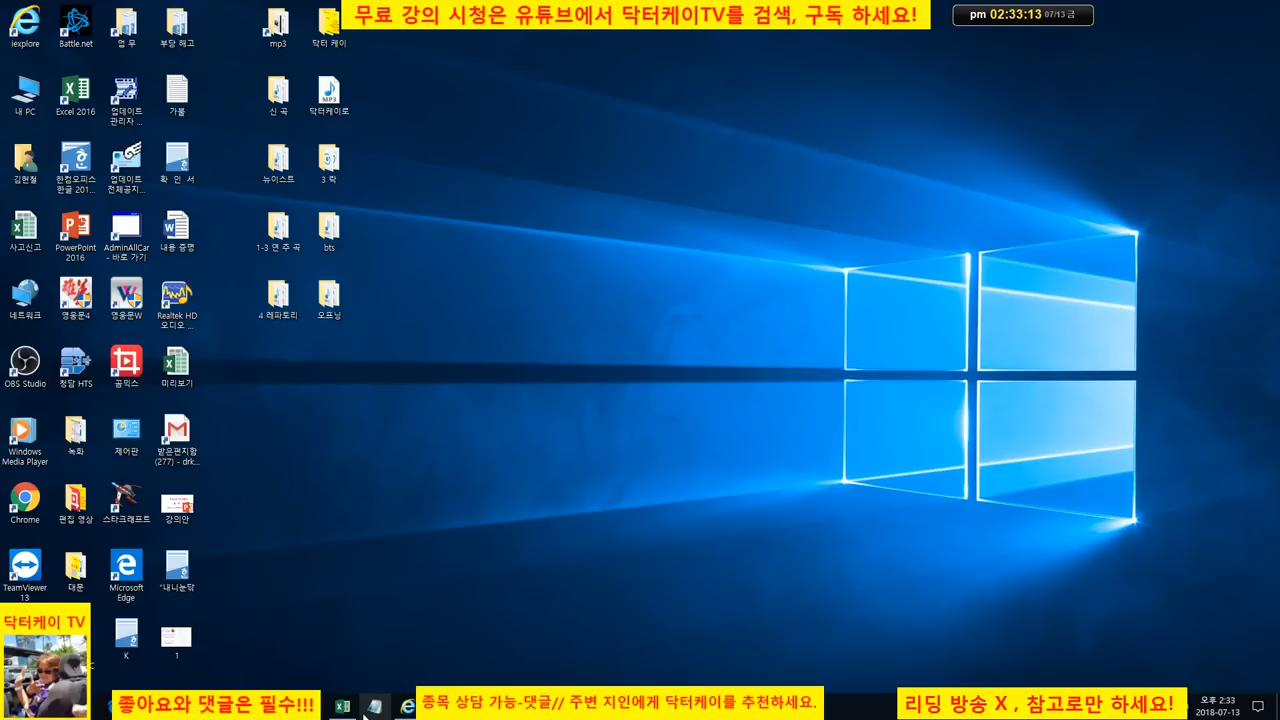 무료 강의 시청은 유튜브에서 닥터케이TV를 검색, 구독 하세요!
pm 02:33:13 07/13 금
iexplore
Battle.net
업 무
부당 해고
mp3
닥터 케이
내 PC
Excel 2016
업데이트
관리자 ...
가불
신 곡
닥터케이로
MP3
김현철
한컴오피스
한글 201...
업데이트
전체공지...
확 인 서
뉴이스트
3 락
사고신고
PowerPoint
2016
AdminAllCar
- 바로 가기
내용 증명
1-3 연 주 곡
bts
네트워크
영웅문4
영웅문W
Realtek HD
오디오 ...
4 레파토리
오프닝
OBS Studio
청담 HTS
곰믹스
미리보기
Windows
Media Player
녹화
제어판
받은편지함
(277) - drk...
Chrome
편집 영상
스타크래프트
강의안
TeamViewer
13
대문
Microsoft
Edge
"내니눈닦
K
1
닥터케이 TV
좋아요와 댓글은 필수!!!
종목 상담 가능-댓글// 주변 지인에게 닥터케이를 추천하세요.
리딩 방송 X , 참고로만 하세요!
오후 2:33
2018-07-13